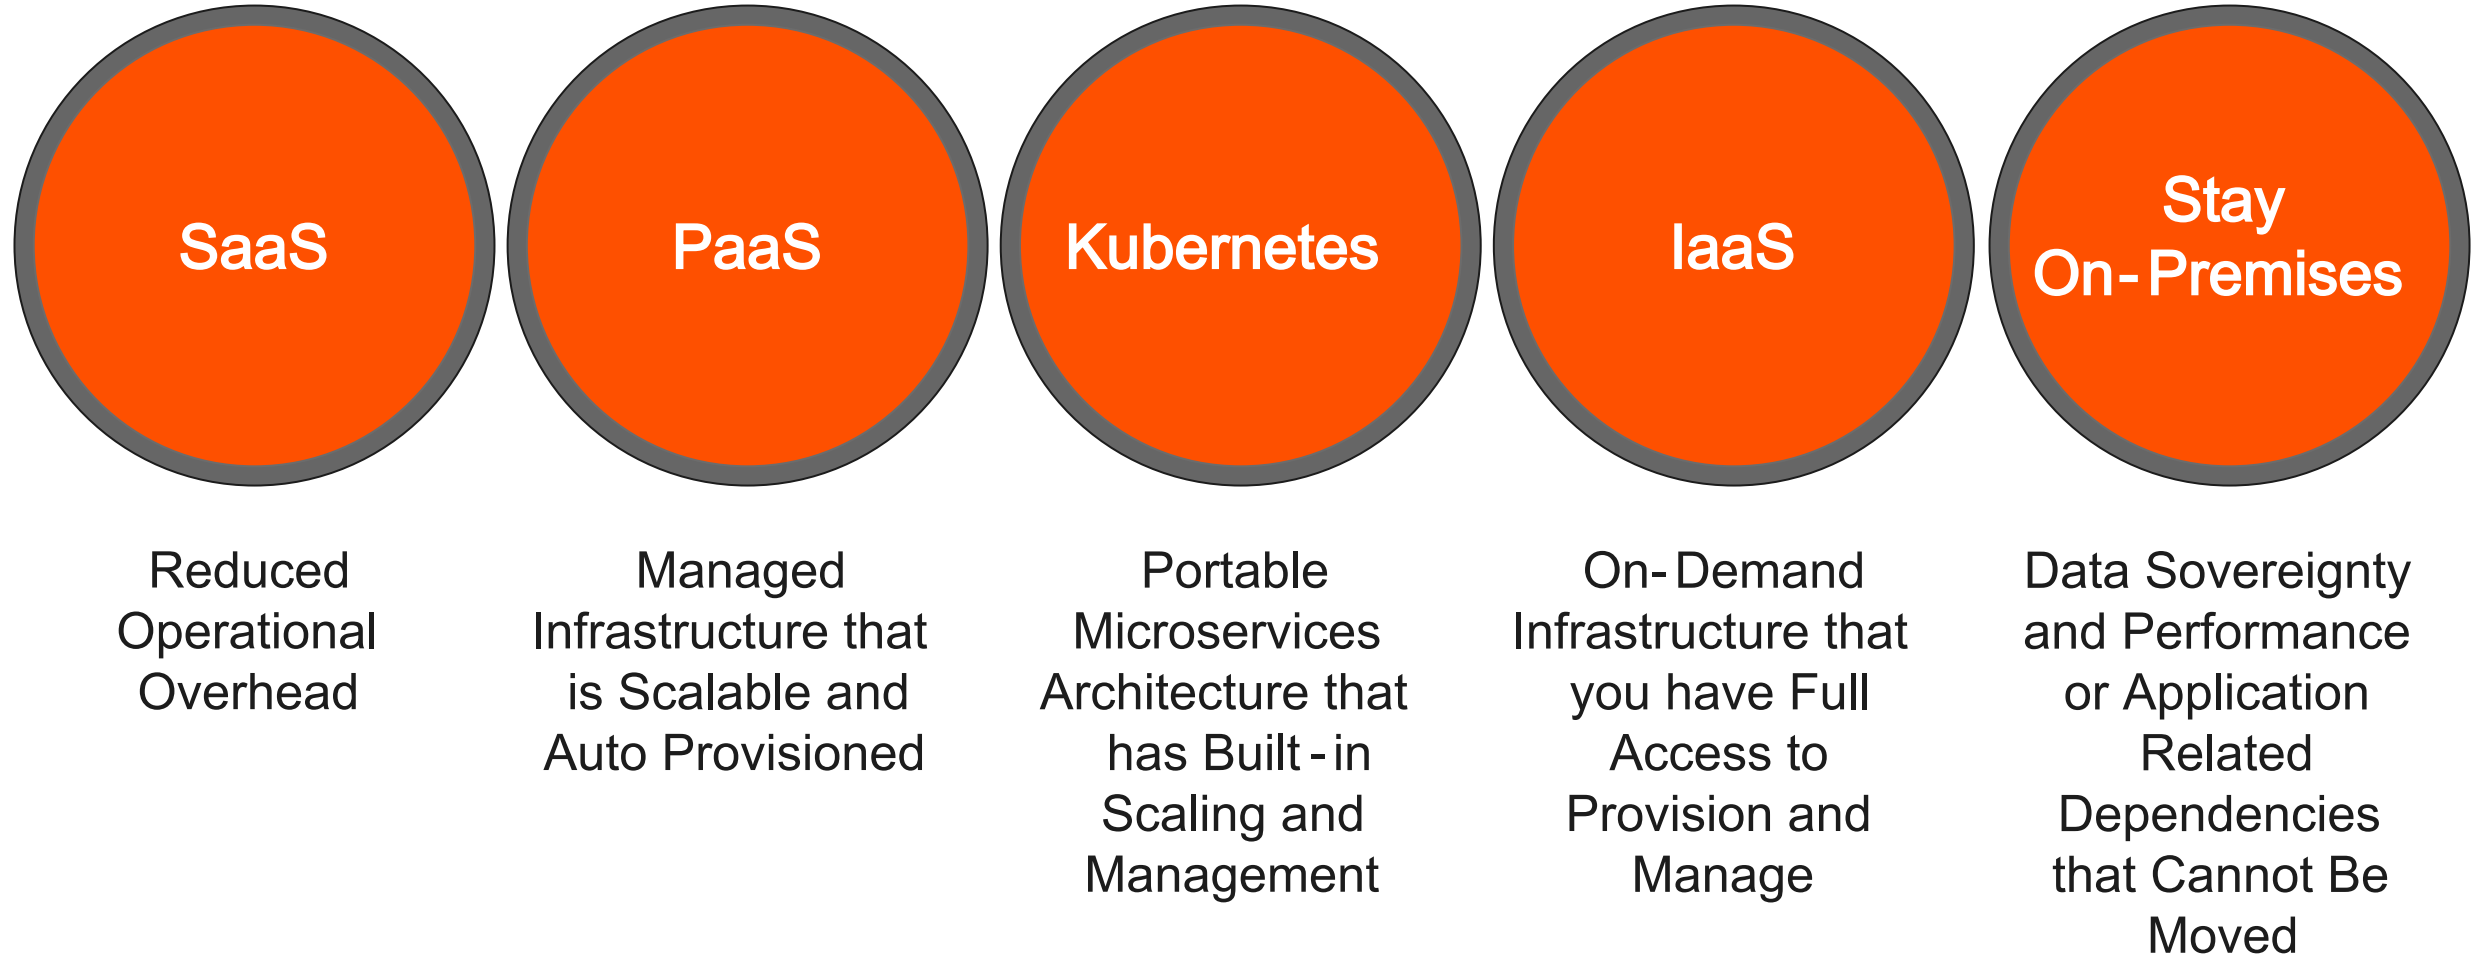 SaaS
PaaS
Kubernetes
IaaS
Stay
On-Premises
Reduced
Operational
Overhead
Managed
Infrastructure that
is Scalable and
Auto Provisioned
Portable
Microservices
Architecture that
has Built-in
Scaling and
Management
On-Demand
Infrastructure that
you have Full
Access to
Provision and
Manage
Data Sovereignty
and Performance
or Application
Related
Dependencies
that Cannot Be
Moved